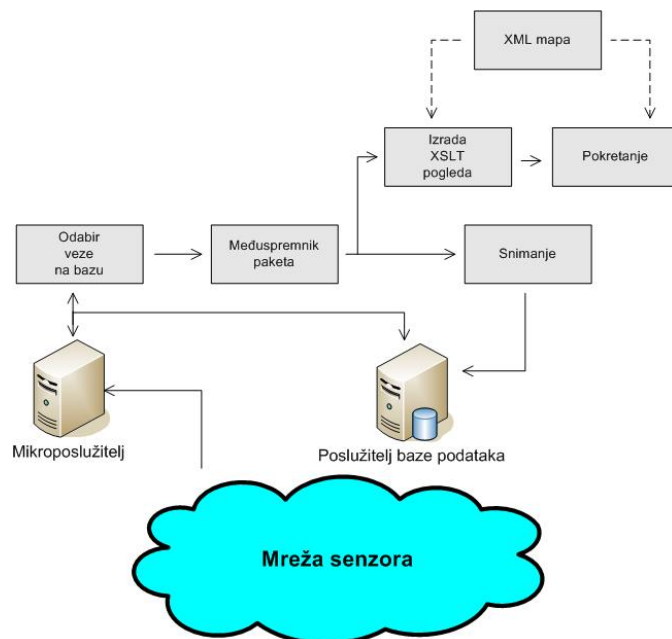 XML mapa
Izrada
XSLT
pogleda
Pokretanje
Odabir
veze
na bazu
Međuspremnik
paketa
Snimanje
Mikroposlužitelj
Poslužitelj baze podataka
Mreža senzora